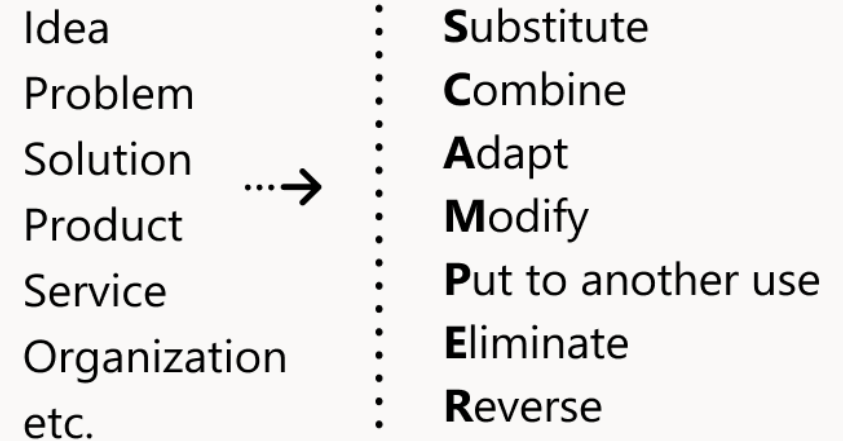 Idea
Problem
Solution
Product
Service
Organization
etc.
Substitute
Combine
Adapt
Modify
Put to another use
Eliminate
Reverse